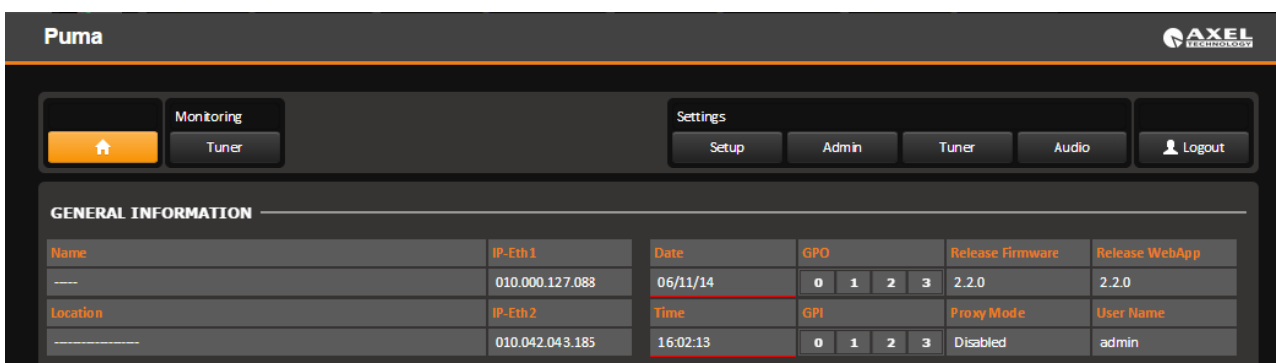 Puma
AXEL
TECHNOLOGY
Monitoring
Settings
Tuner
Setup
Admin
Tuner
Audio
Logout
GENERAL INFORMATION
Name IP-Eth1 Date GPO Release Firmware Release WebApp
----- 010.000.127.088 06/11/14 0 1 2 3 2.2.0 2.2.0
Location IP-Eth2 Time GPI Proxy Mode User Name
------------------- 010.042.043.185 16:02:13 0 1 2 3 Disabled admin